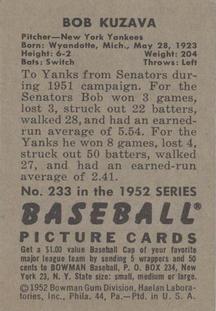 BOB KUZAVA
Pitcher—New York Yankees
Born: Wyandotte, Mich., May 28, 1923
Height: 6-2 Weight: 204
Bats: Switch Throws: Left
To Yanks from Senators dur-
ing 1951 campaign. For the
Senators Bob won 3 games,
lost 3, struck out 22 batters,
walked 28, and had an earned-
run average of 5.54. For the
Yanks he won 8 games, lost 4,
struck out 50 batters, walked
27, and had an earned-run
average of 2.41.
No. 233 in the 1952 SERIES
BASEBALL®
PICTURE CARDS
Get a $1.00 value Baseball Cap of your favorite
major league team by sending 5 wrappers and 50
cents to BOWMAN Baseball, P. O. BOX 234, New
York 23, N. Y. STATE size: small, medium or large.
©1952 Bowman Gum Division, Haelan Labora-
tories, Inc., Phila. 44, Pa.—Ptd. in U. S. A.